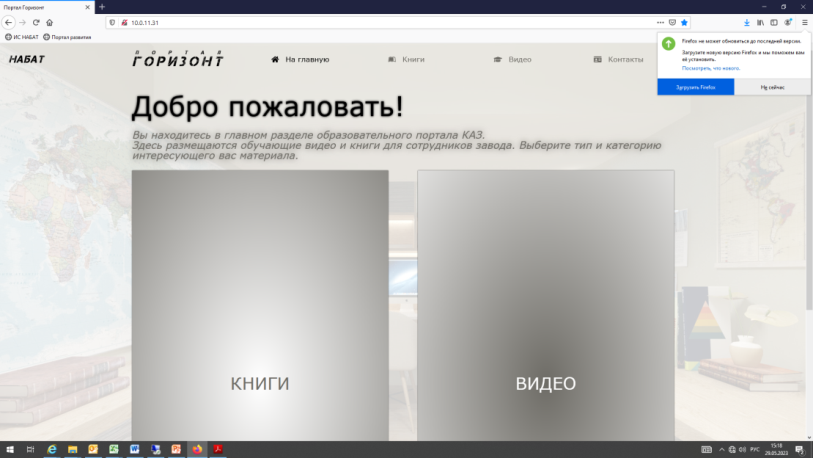 Портал Горизонт
10.0.11.31
ИС НАБАТ
Портал развития
Firefox не может обновиться до последней версии.
Загрузите новую версию Firefox и мы поможем вам
её установить.
Посмотреть, что нового.
Загрузить Firefox
Не сейчас
НАБАТ
ПОРТАЛ
ГОРИЗОНТ
На главную
Книги
Видео
Контакты
Добро пожаловать!
Вы находитесь в главном разделе образовательного портала КАЗ.
Здесь размещаются обучающие видео и книги для сотрудников завода. Выберите тип и категорию
интересующего вас материала.
КНИГИ
ВИДЕО
РУС
15:18
29.05.2023